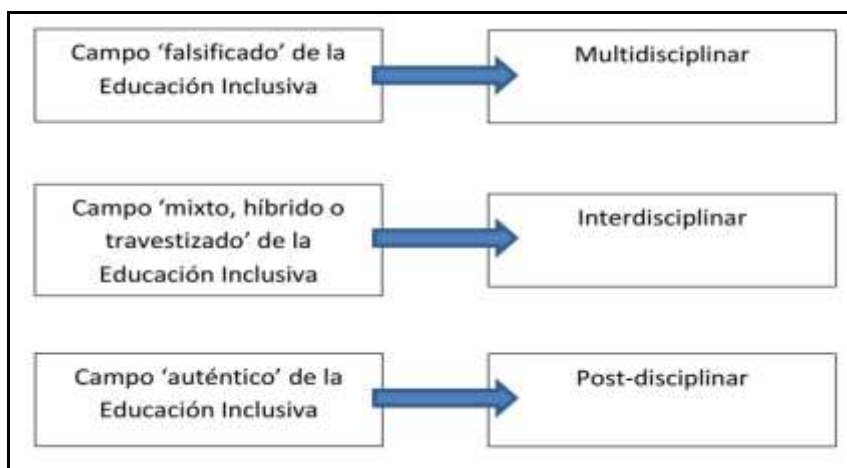 Campo ‘falsificado’ de la
Educación Inclusiva
Multidisciplinar
Campo ‘mixto, híbrido o
travestizado’ de la
Educación Inclusiva
Interdisciplinar
Campo ‘auténtico’ de la
Educación Inclusiva
Post-disciplinar